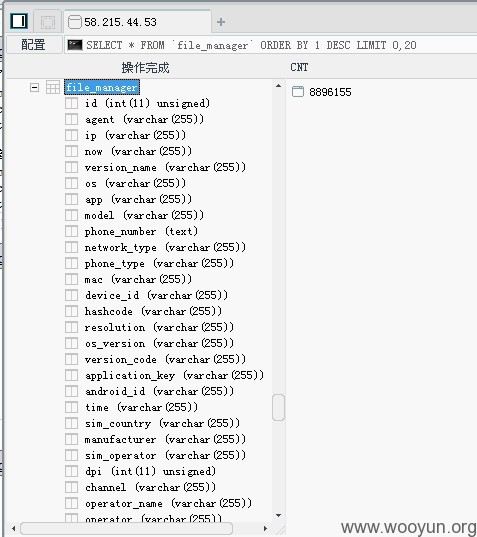 58.215.44.53
配置
SELECT * FROM `file_manager` ORDER BY 1 DESC LIMIT 0,20
操作完成
CNT
file_manager
8896155
id (int(11) unsigned)
agent (varchar(255))
ip (varchar(255))
now (varchar(255))
version_name (varchar(255))
os (varchar(255))
app (varchar(255))
model (varchar(255))
phone_number (text)
network_type (varchar(255))
phone_type (varchar(255))
mac (varchar(255))
device_id (varchar(255))
hashcode (varchar(255))
resolution (varchar(255))
os_version (varchar(255))
version_code (varchar(255))
application_key (varchar(255))
android_id (varchar(255))
time (varchar(255))
sim_country (varchar(255))
manufacturer (varchar(255))
sim_operator (varchar(255))
dpi (int(11) unsigned)
channel (varchar(255))
operator_name (varchar(255))
operator (varchar(255))
www.wooyun.org